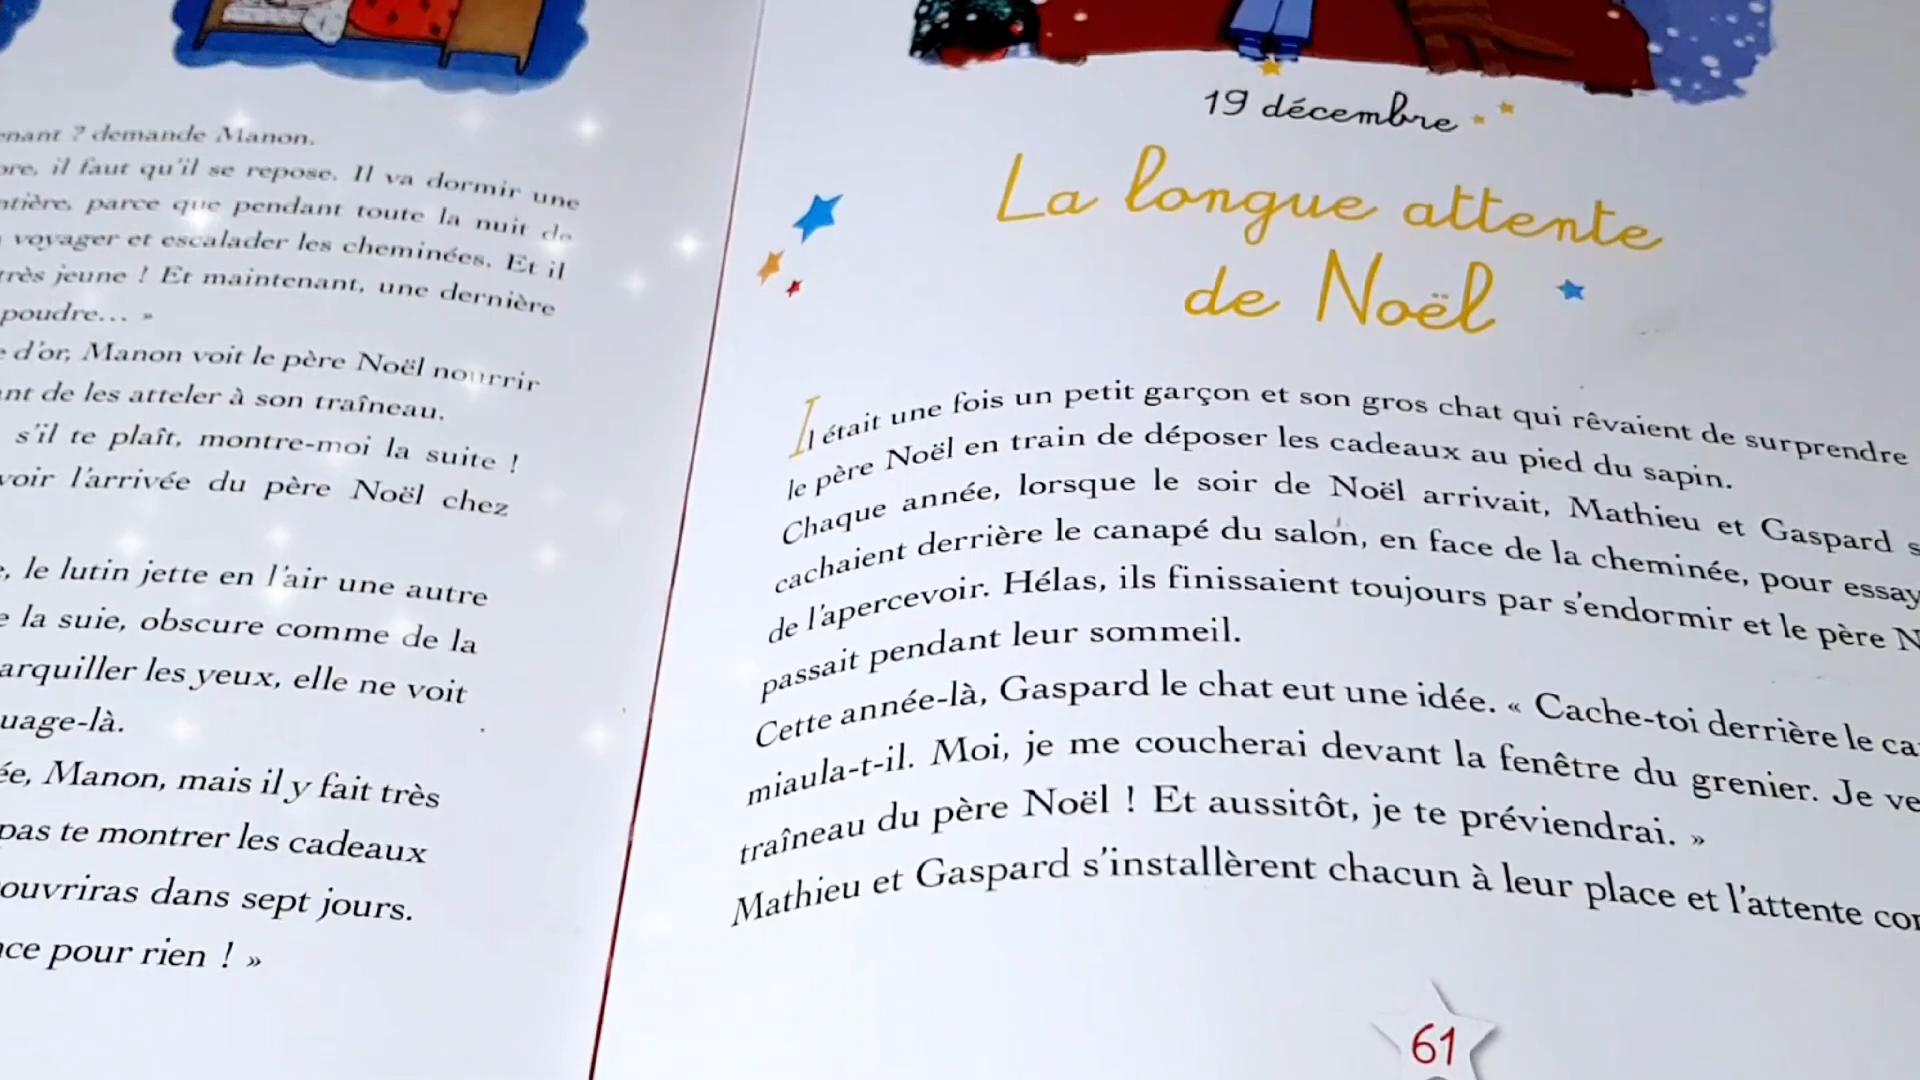 ? demande Manon.
il faut qu'il se repose. Il va dormir une
parce que pendant toute la nuit de
voyager et escalader les cheminées. Et il
très jeune ! Et maintenant, une dernière
poudre... »
d'or, Manon voit le père Noël nourrir
de les atteler à son traîneau.
s'il te plaît, montre-moi la suite !
voir l'arrivée du père Noël chez
le lutin jette en l'air une autre
la suie, obscure comme de la
les yeux, elle ne voit
Manon, mais il y fait très
pas te montrer les cadeaux
ouvriras dans sept jours.
pour rien ! »
19 décembre
La longue attente
de Noël
Il était une fois un petit garçon et son gros chat qui rêvaient de surprendre
le père Noël en train de déposer les cadeaux au pied du sapin.
Chaque année, lorsque le soir de Noël arrivait, Mathieu et Gaspard s
cachaient derrière le canapé du salon, en face de la cheminée, pour essay
de l'apercevoir. Hélas, ils finissaient toujours par s'endormir et le père N
passait pendant leur sommeil.
Cette année-là, Gaspard le chat eut une idée. « Cache-toi derrière le ca
miaula-t-il. Moi, je me coucherai devant la fenêtre du grenier. Je ve
traîneau du père Noël ! Et aussitôt, je te préviendrai. »
Mathieu et Gaspard s'installèrent chacun à leur place et l'attente co
61